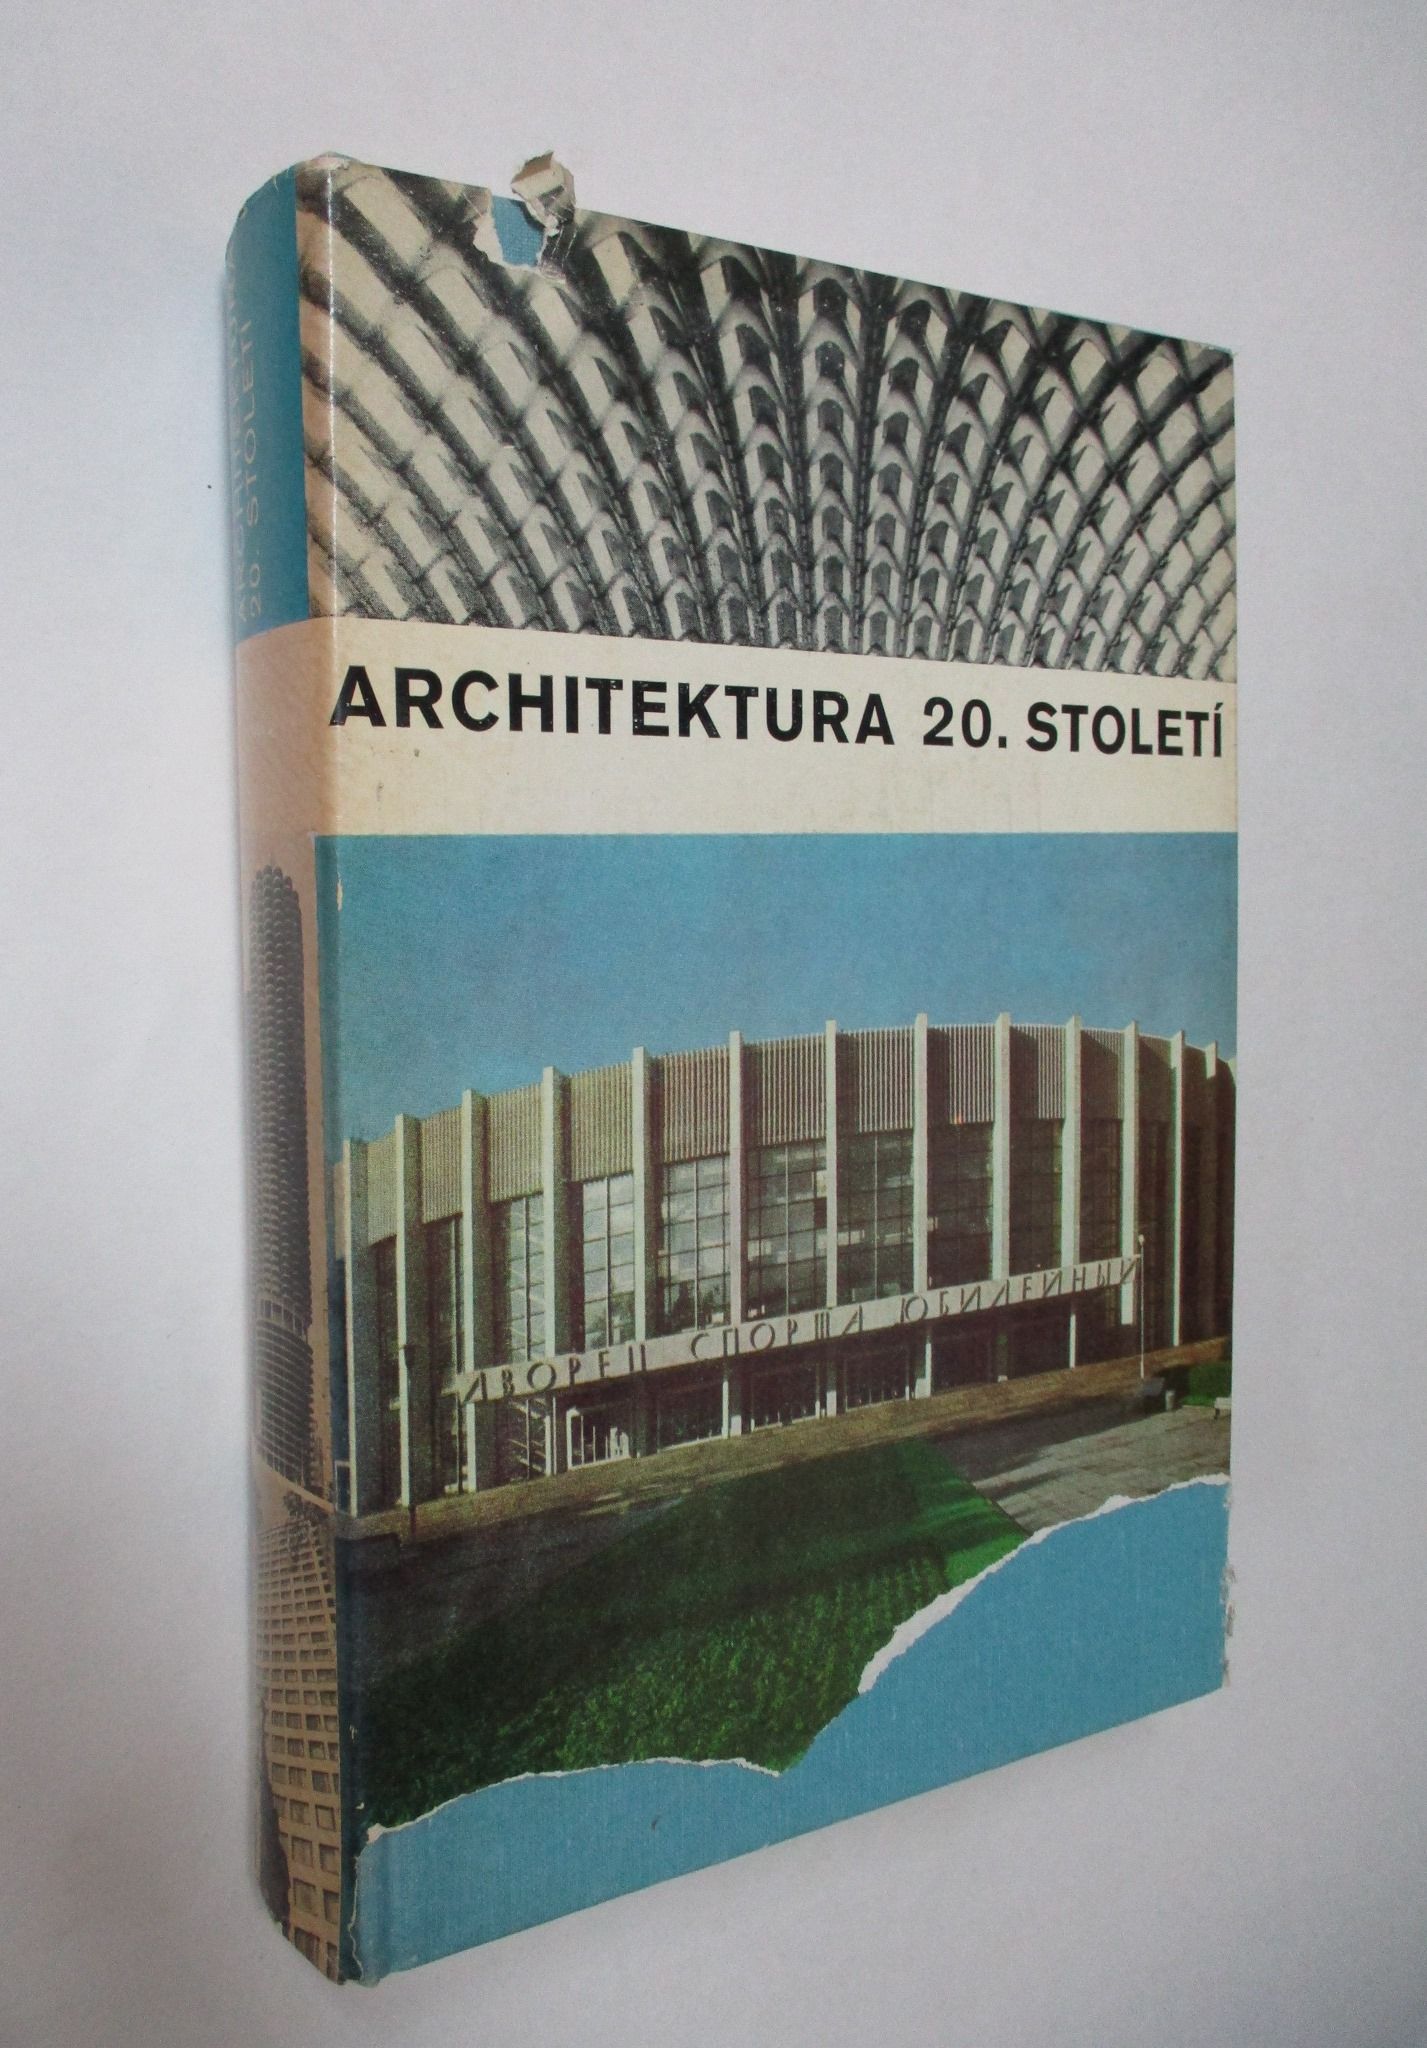 ARCHITEKTURA
20. STOLETÍ
ARCHITEKTURA 20. STOLETÍ
ДВОРЕЦ СПОРТА ЮБИЛЕЙНЫЙ